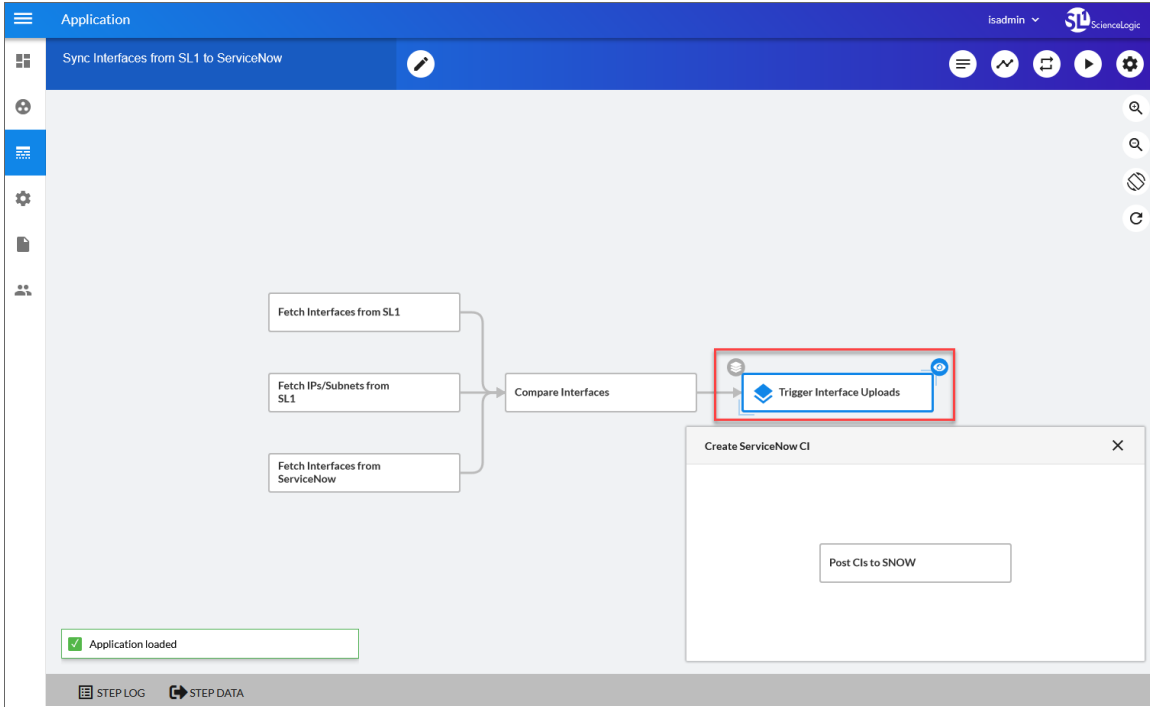 Application
isadmin
SL1 ScienceLogic
Sync Interfaces from SL1 to ServiceNow
Fetch Interfaces from SL1
Fetch IPs/Subnets from
SL1
Compare Interfaces
Trigger Interface Uploads
Fetch Interfaces from
ServiceNow
Create ServiceNow CI
Post CIs to SNOW
Application loaded
STEP LOG
STEP DATA